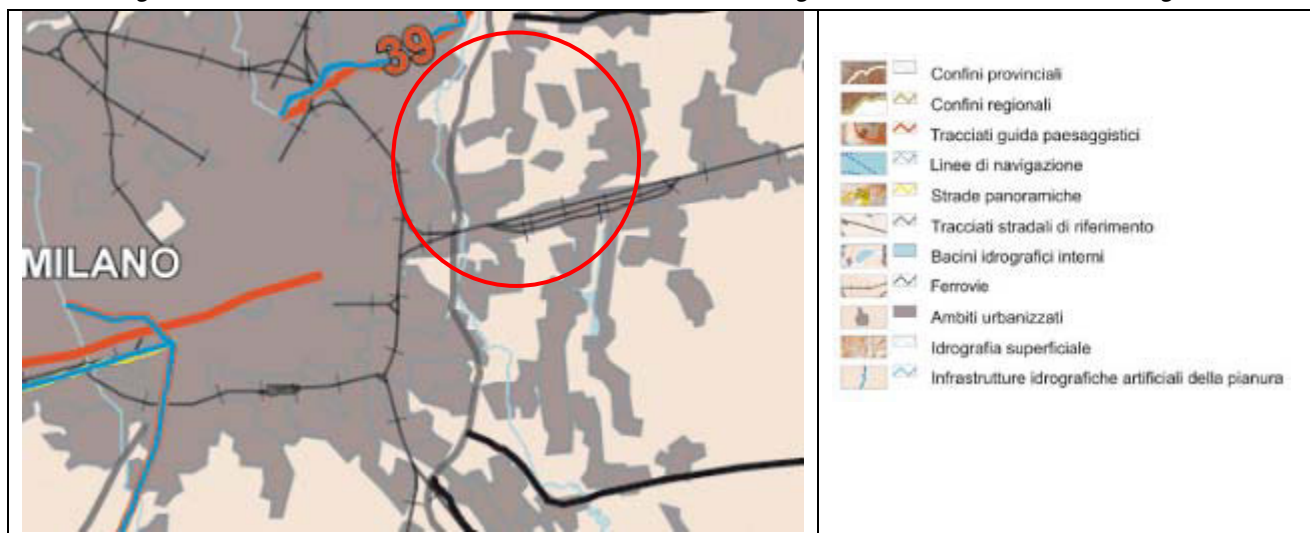 39
MILANO
Confini provinciali
Confini regionali
Tracciati guida paesaggistici
Linee di navigazione
Strade panoramiche
Tracciati stradali di riferimento
Bacini idrografici interni
Ferrovie
Ambiti urbanizzati
Idrografia superficiale
Infrastrutture idrografiche artificiali della pianura